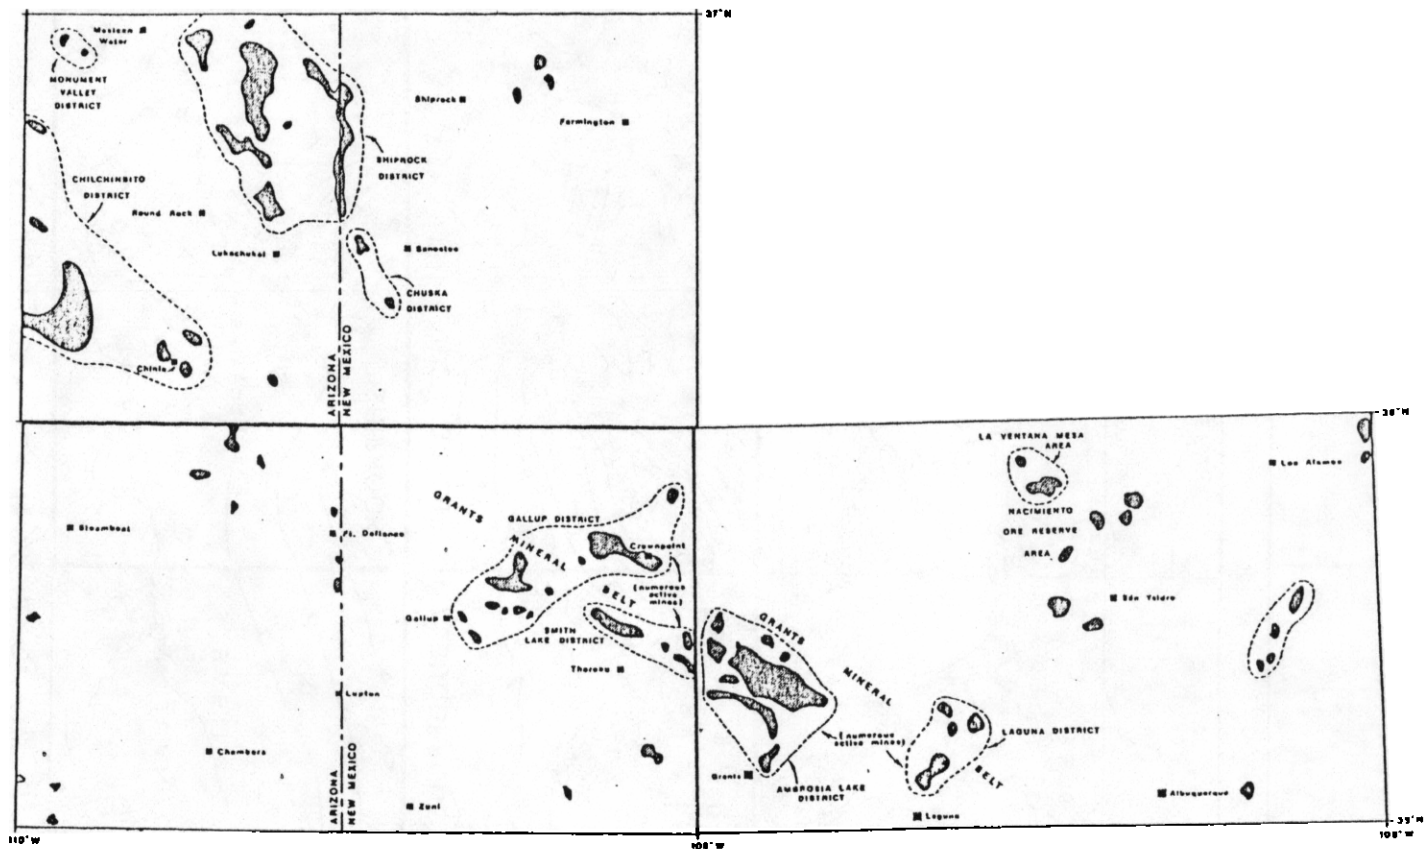 37°N
Mexican
Water
MONUMENT
VALLEY
DISTRICT
Shiprock
Farmington
SHIPROCK
DISTRICT
CHILCHINBITO
DISTRICT
Round Rock
Lukachukai
Sanostee
CHUSKA
DISTRICT
Chinle
ARIZONA
NEW MEXICO
36°N
LA VENTANA MESA
AREA
Los Alamos
NACIMIENTO
ORE RESERVE
AREA
Steamboat
GRANTS
GALLUP DISTRICT
Ft. Defiance
MINERAL
Crownpoint
(numerous
active
mines)
BELT
San Ysidro
Gallup
SMITH
LAKE DISTRICT
GRANTS
Thoreau
MINERAL
Lupton
(numerous
active mines)
LAGUNA DISTRICT
Chambers
BELT
Grants
AMBROSIA LAKE
DISTRICT
Albuquerque
ARIZONA
NEW MEXICO
Zuni
Laguna
35°N
110°W
108°W